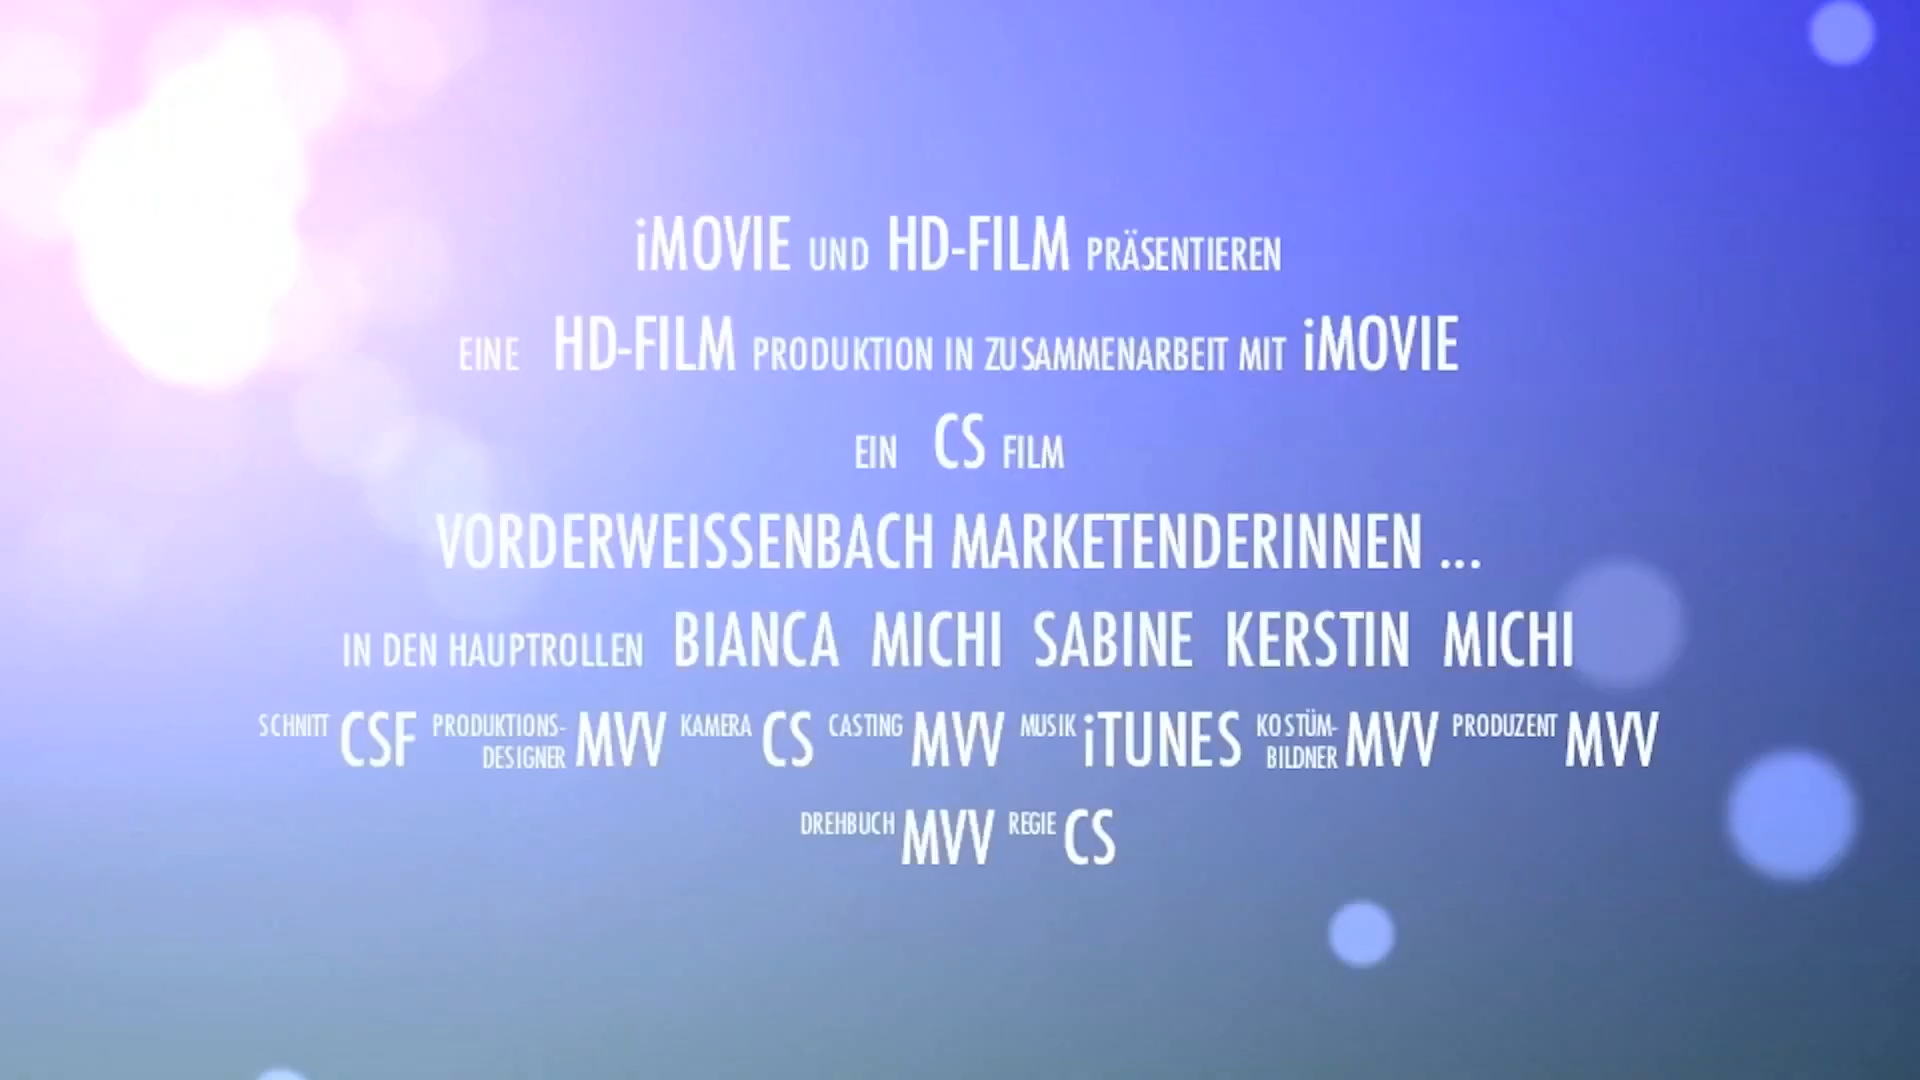 iMOVIE UND HD-FILM PRÄSENTIEREN
EINE HD-FILM PRODUKTION IN ZUSAMMENARBEIT MIT iMOVIE
EIN CS FILM
VORDERWEISSENBACH MARKETENDERINNEN ...
IN DEN HAUPTROLLEN BIANCA MICHI SABINE KERSTIN MICHI
SCHNITT CSF PRODUKTIONS-DESIGNER MVV KAMERA CS CASTING MVV MUSIK iTUNES KOSTÜM-BILDNER MVV PRODUZENT MVV
DREHBUCH MVV REGIE CS